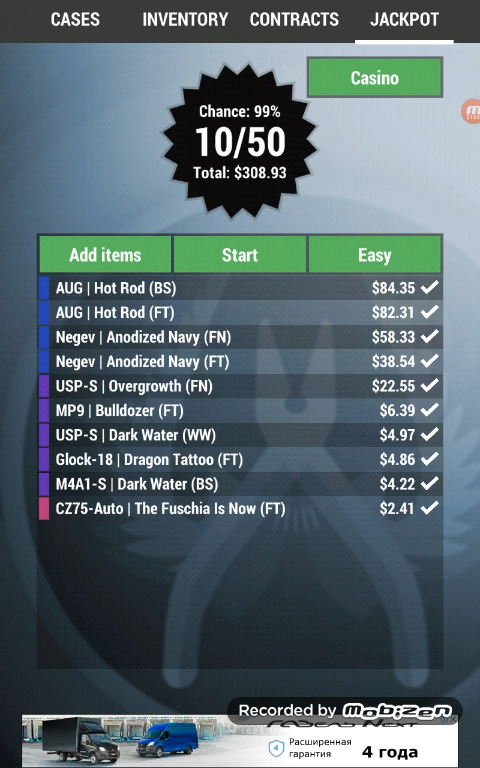 CASES INVENTORY CONTRACTS JACKPOT
Casino
Chance: 99%
10/50
Total: $308.93
Add items Start Easy
AUG | Hot Rod (BS) $84.35
AUG | Hot Rod (FT) $82.31
Negev | Anodized Navy (FN) $58.33
Negev | Anodized Navy (FT) $38.54
USP-S | Overgrowth (FN) $22.55
MP9 | Bulldozer (FT) $6.39
USP-S | Dark Water (WW) $4.97
Glock-18 | Dragon Tattoo (FT) $4.86
M4A1-S | Dark Water (BS) $4.22
CZ75-Auto | The Fuschia Is Now (FT) $2.41
Recorded by Mobizen
4 Расширенная
гарантия
4 года